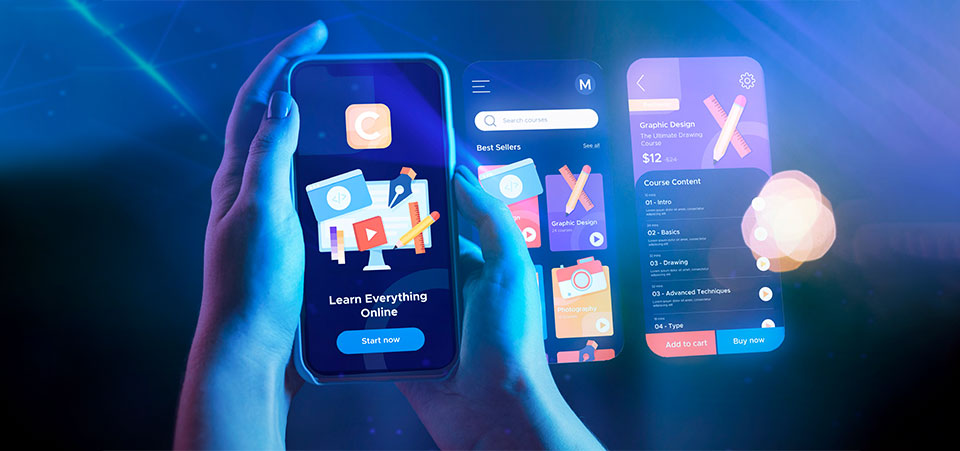 C
Learn Everything
Online
Start now
M
Search courses
Best Sellers
See all
Graphic Design
Photography
Graphic Design
The Ultimate Drawing
Course
$12 $24
Course Content
01 - Intro
02 - Basics
03 - Drawing
03 - Advanced Techniques
04 - Type
Add to cart
Buy now